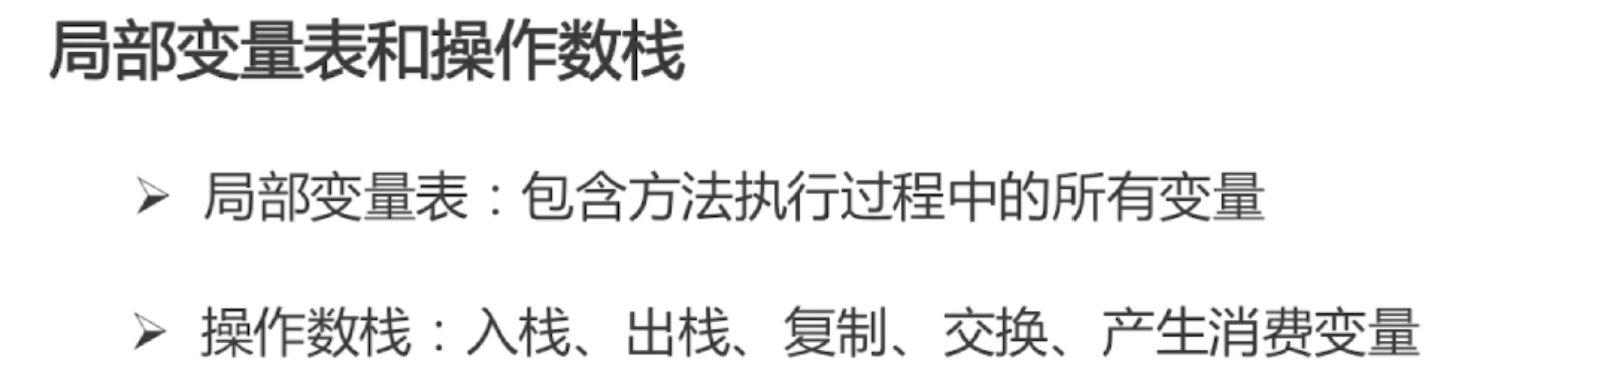 局部变量表和操作数栈
➢ 局部变量表：包含方法执行过程中的所有变量
➢ 操作数栈：入栈、出栈、复制、交换、产生消费变量